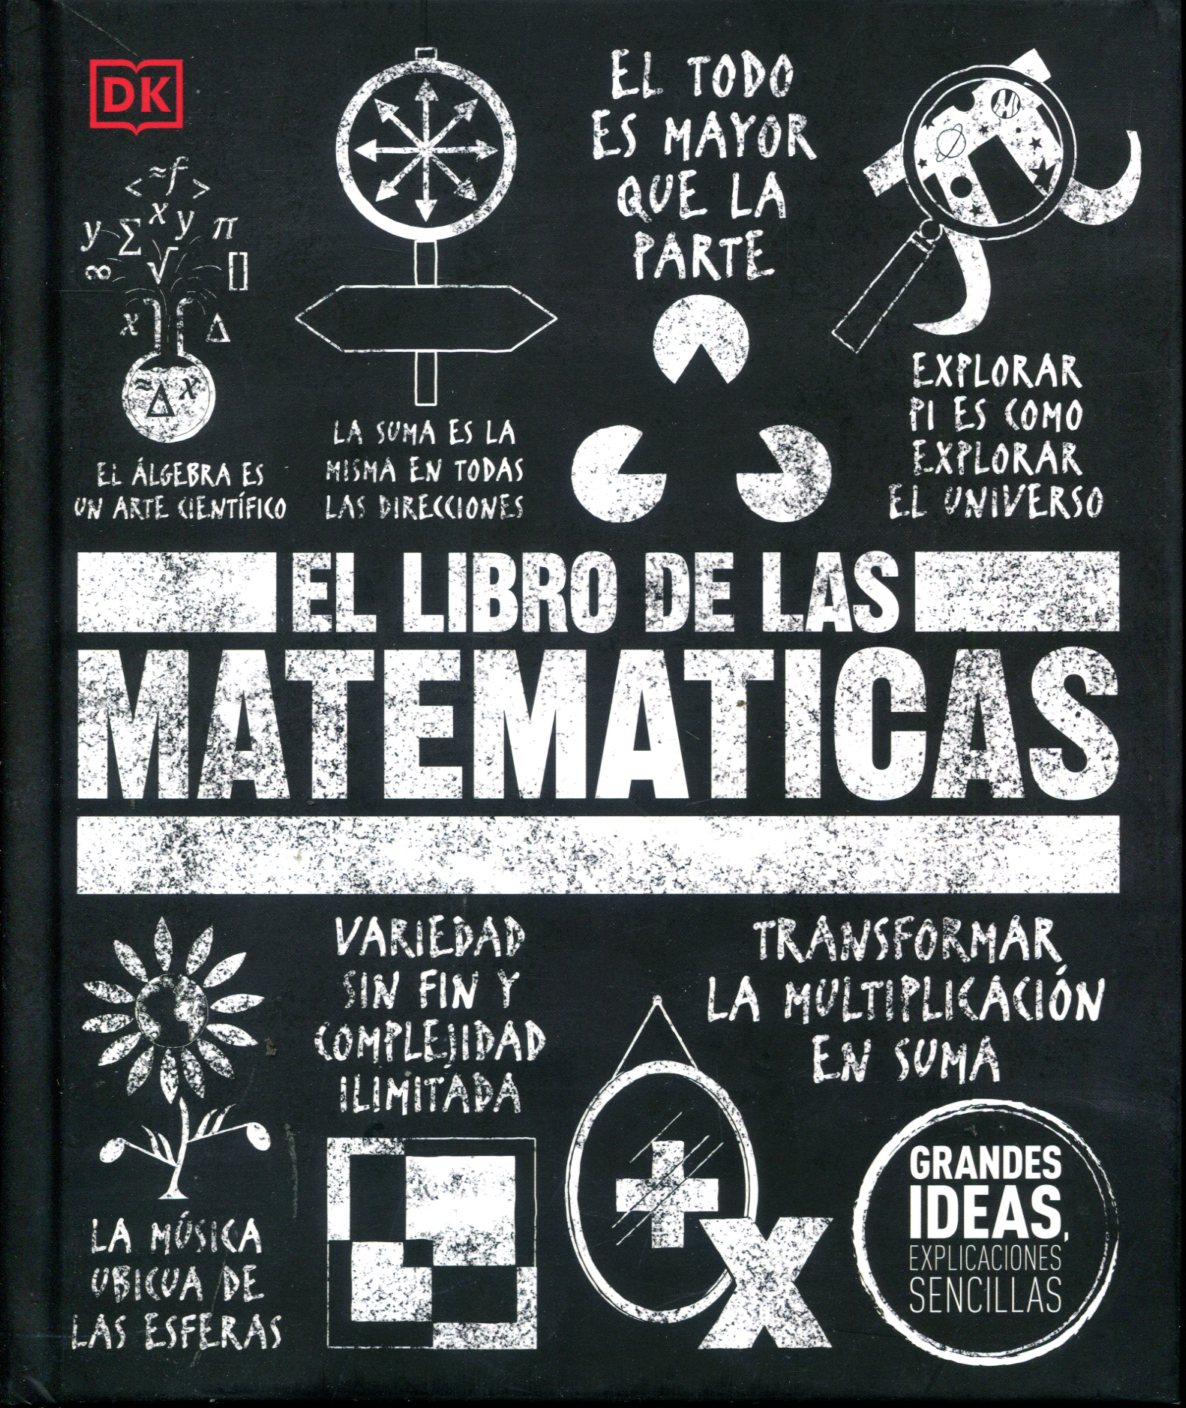 DK
EL TODO
ES MAYOR
QUE LA
PARTE
< ≈ f >
y Σ x y π
∞ √ []
x Δ
≈ Δ x
EL ÁLGEBRA ES
UN ARTE CIENTÍFICO
LA SUMA ES LA
MISMA EN TODAS
LAS DIRECCIONES
EXPLORAR
PI ES COMO
EXPLORAR
EL UNIVERSO
EL LIBRO DE LAS
MATEMATICAS
LA MÚSICA
UBICUA DE
LAS ESFERAS
VARIEDAD
SIN FIN Y
COMPLEJIDAD
ILIMITADA
TRANSFORMAR
LA MULTIPLICACIÓN
EN SUMA
+
X
GRANDES
IDEAS,
EXPLICACIONES
SENCILLAS